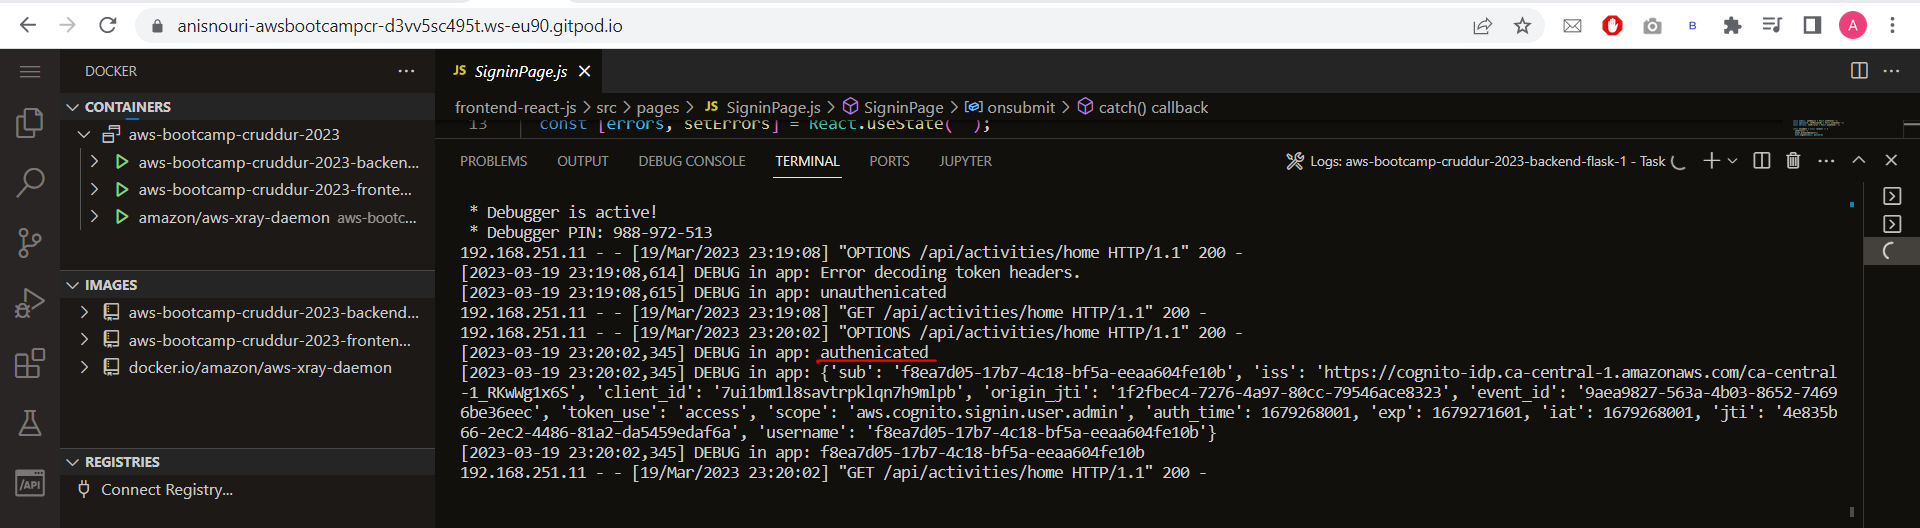 anisnouri-awsbootcampcr-d3vv5sc495t.ws-eu90.gitpod.io
B
A
DOCKER
···
JS SigninPage.js
···
CONTAINERS
aws-bootcamp-cruddur-2023
aws-bootcamp-cruddur-2023-backen...
aws-bootcamp-cruddur-2023-fronte...
amazon/aws-xray-daemon aws-bootc...
IMAGES
aws-bootcamp-cruddur-2023-backend...
aws-bootcamp-cruddur-2023-fronten...
docker.io/amazon/aws-xray-daemon
REGISTRIES
Connect Registry...
/API
frontend-react-js > src > pages > JS SigninPage.js > SigninPage > onsubmit > catch() callback
13 const [errors, setErrors] = React.useState('');
PROBLEMS OUTPUT DEBUG CONSOLE TERMINAL PORTS JUPYTER
Logs: aws-bootcamp-cruddur-2023-backend-flask-1 - Task
* Debugger is active!
* Debugger PIN: 988-972-513
192.168.251.11 - - [19/Mar/2023 23:19:08] "OPTIONS /api/activities/home HTTP/1.1" 200 -
[2023-03-19 23:19:08,614] DEBUG in app: Error decoding token headers.
[2023-03-19 23:19:08,615] DEBUG in app: unauthenicated
192.168.251.11 - - [19/Mar/2023 23:19:08] "GET /api/activities/home HTTP/1.1" 200 -
192.168.251.11 - - [19/Mar/2023 23:20:02] "OPTIONS /api/activities/home HTTP/1.1" 200 -
[2023-03-19 23:20:02,345] DEBUG in app: authenicated
[2023-03-19 23:20:02,345] DEBUG in app: {'sub': 'f8ea7d05-17b7-4c18-bf5a-eeaa604fe10b', 'iss': 'https://cognito-idp.ca-central-1.amazonaws.com/ca-central
-1_RKwWg1x6S', 'client_id': '7ui1bm1l8savtrpklqn7h9mlpb', 'origin_jti': '1f2fbec4-7276-4a97-80cc-79546ace8323', 'event_id': '9aea9827-563a-4b03-8652-7469
6be36eec', 'token_use': 'access', 'scope': 'aws.cognito.signin.user.admin', 'auth_time': 1679268001, 'exp': 1679271601, 'iat': 1679268001, 'jti': '4e835b
66-2ec2-4486-81a2-da5459edaf6a', 'username': 'f8ea7d05-17b7-4c18-bf5a-eeaa604fe10b'}
[2023-03-19 23:20:02,345] DEBUG in app: f8ea7d05-17b7-4c18-bf5a-eeaa604fe10b
192.168.251.11 - - [19/Mar/2023 23:20:02] "GET /api/activities/home HTTP/1.1" 200 -